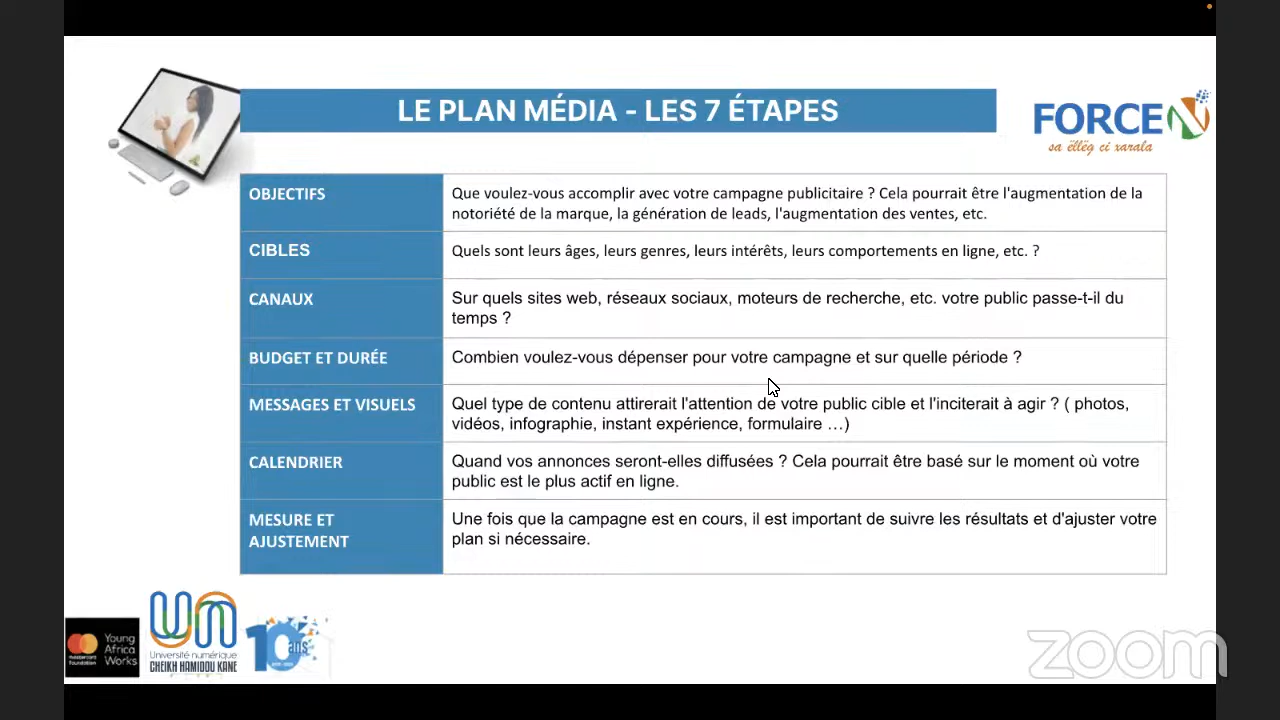 LE PLAN MÉDIA - LES 7 ÉTAPES
FORCEN
sa ëllëg ci xarala
OBJECTIFS
Que voulez-vous accomplir avec votre campagne publicitaire ? Cela pourrait être l'augmentation de la
notoriété de la marque, la génération de leads, l'augmentation des ventes, etc.
CIBLES
Quels sont leurs âges, leurs genres, leurs intérêts, leurs comportements en ligne, etc. ?
CANAUX
Sur quels sites web, réseaux sociaux, moteurs de recherche, etc. votre public passe-t-il du
temps ?
BUDGET ET DURÉE
Combien voulez-vous dépenser pour votre campagne et sur quelle période ?
MESSAGES ET VISUELS
Quel type de contenu attirerait l'attention de votre public cible et l'inciterait à agir ? ( photos,
vidéos, infographie, instant expérience, formulaire …)
CALENDRIER
Quand vos annonces seront-elles diffusées ? Cela pourrait être basé sur le moment où votre
public est le plus actif en ligne.
MESURE ET
AJUSTEMENT
Une fois que la campagne est en cours, il est important de suivre les résultats et d'ajuster votre
plan si nécessaire.
mastercard
foundation
Young
Africa
Works
un
Université numérique
CHEIKH HAMIDOU KANE
10 ans
zoom